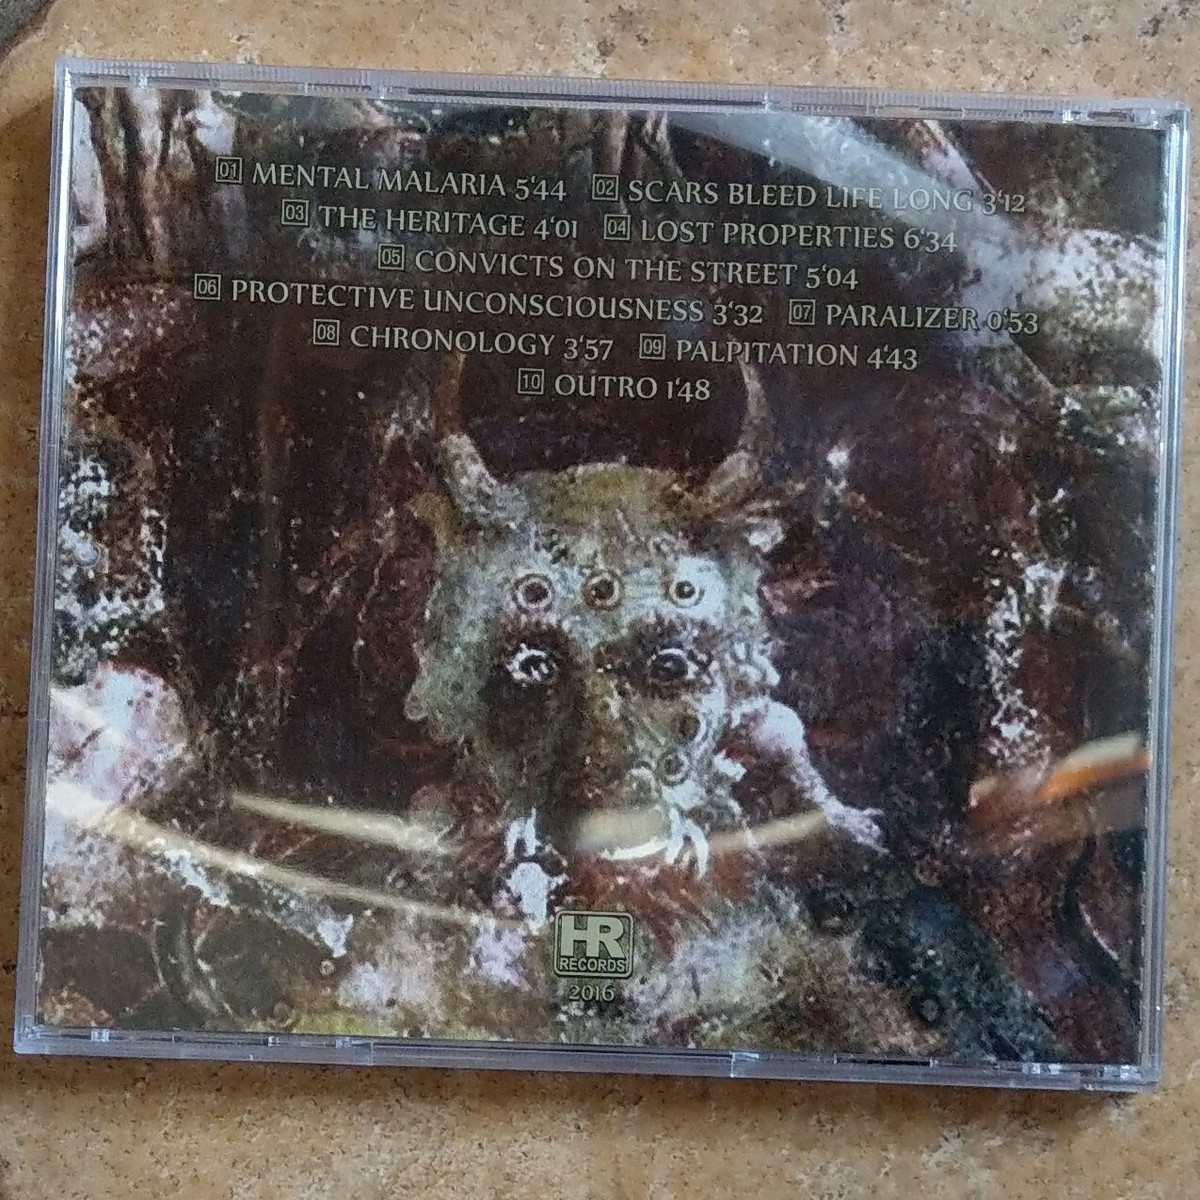 01 MENTAL MALARIA 5'44 02 SCARS BLEED LIFE LONG 3'12
03 THE HERITAGE 4'01 04 LOST PROPERTIES 6'34
05 CONVICTS ON THE STREET 5'04
06 PROTECTIVE UNCONSCIOUSNESS 3'32 07 PARALIZER 0'53
08 CHRONOLOGY 3'57 09 PALPITATION 4'43
10 OUTRO 1'48
HR
RECORDS
2016